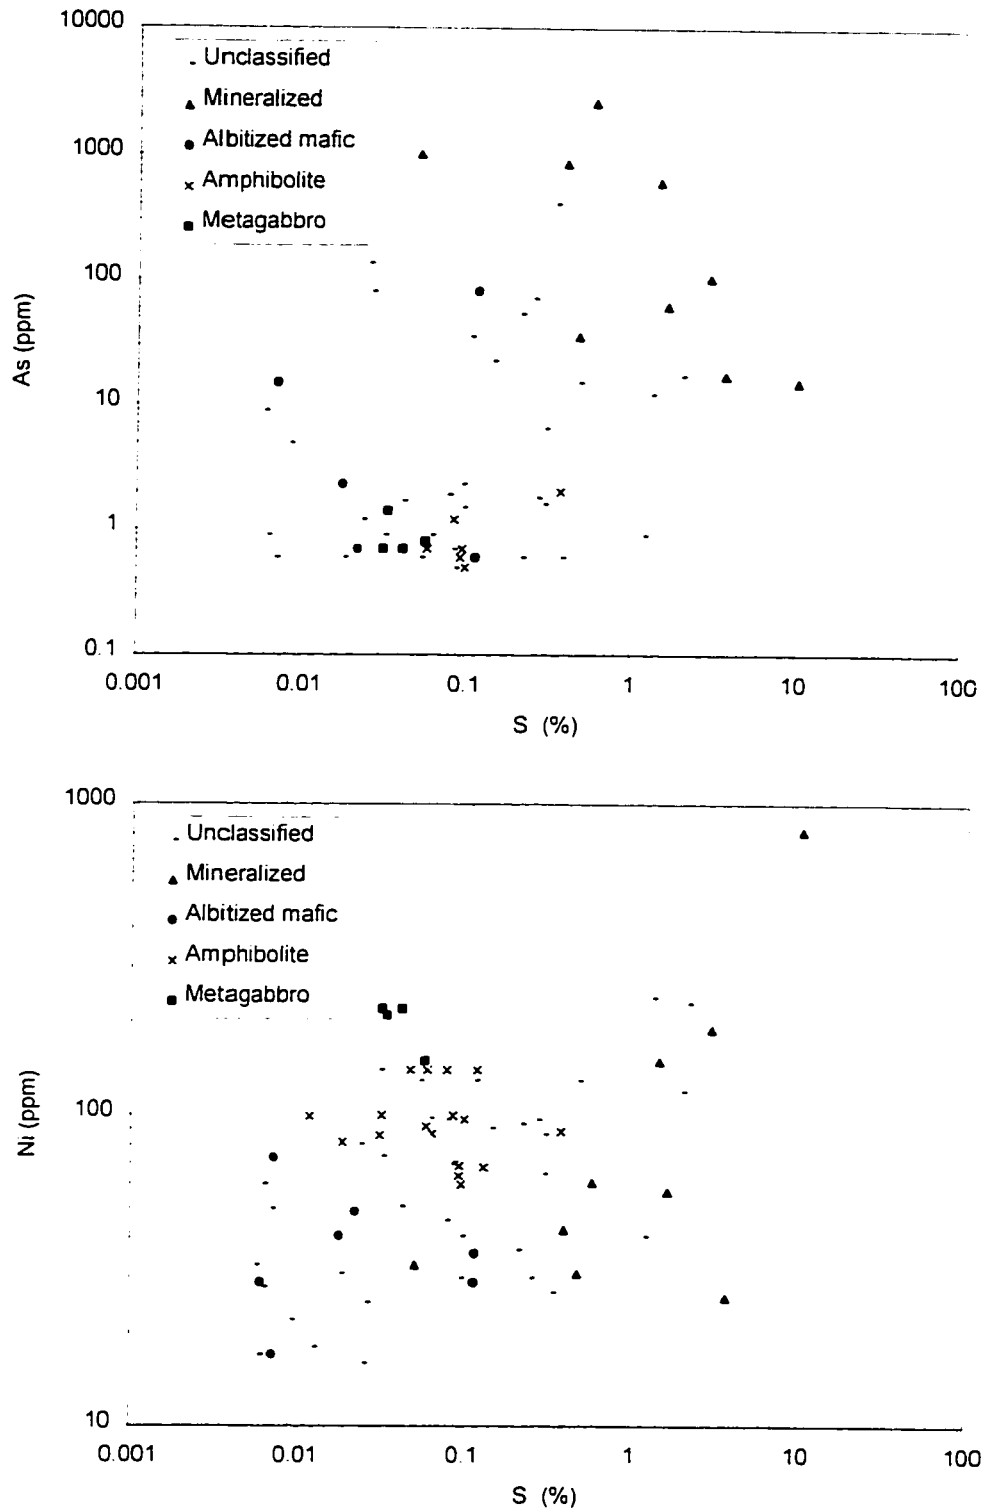 10000
Unclassified
Mineralized
1000
Albitized mafic
Amphibolite
Metagabbro
100
As (ppm)
10
1
0.1
0.001 0.01 0.1 1 10 100
S (%)
1000
Unclassified
Mineralized
Albitized mafic
Amphibolite
Metagabbro
Ni (ppm)
100
10
0.001 0.01 0.1 1 10 100
S (%)